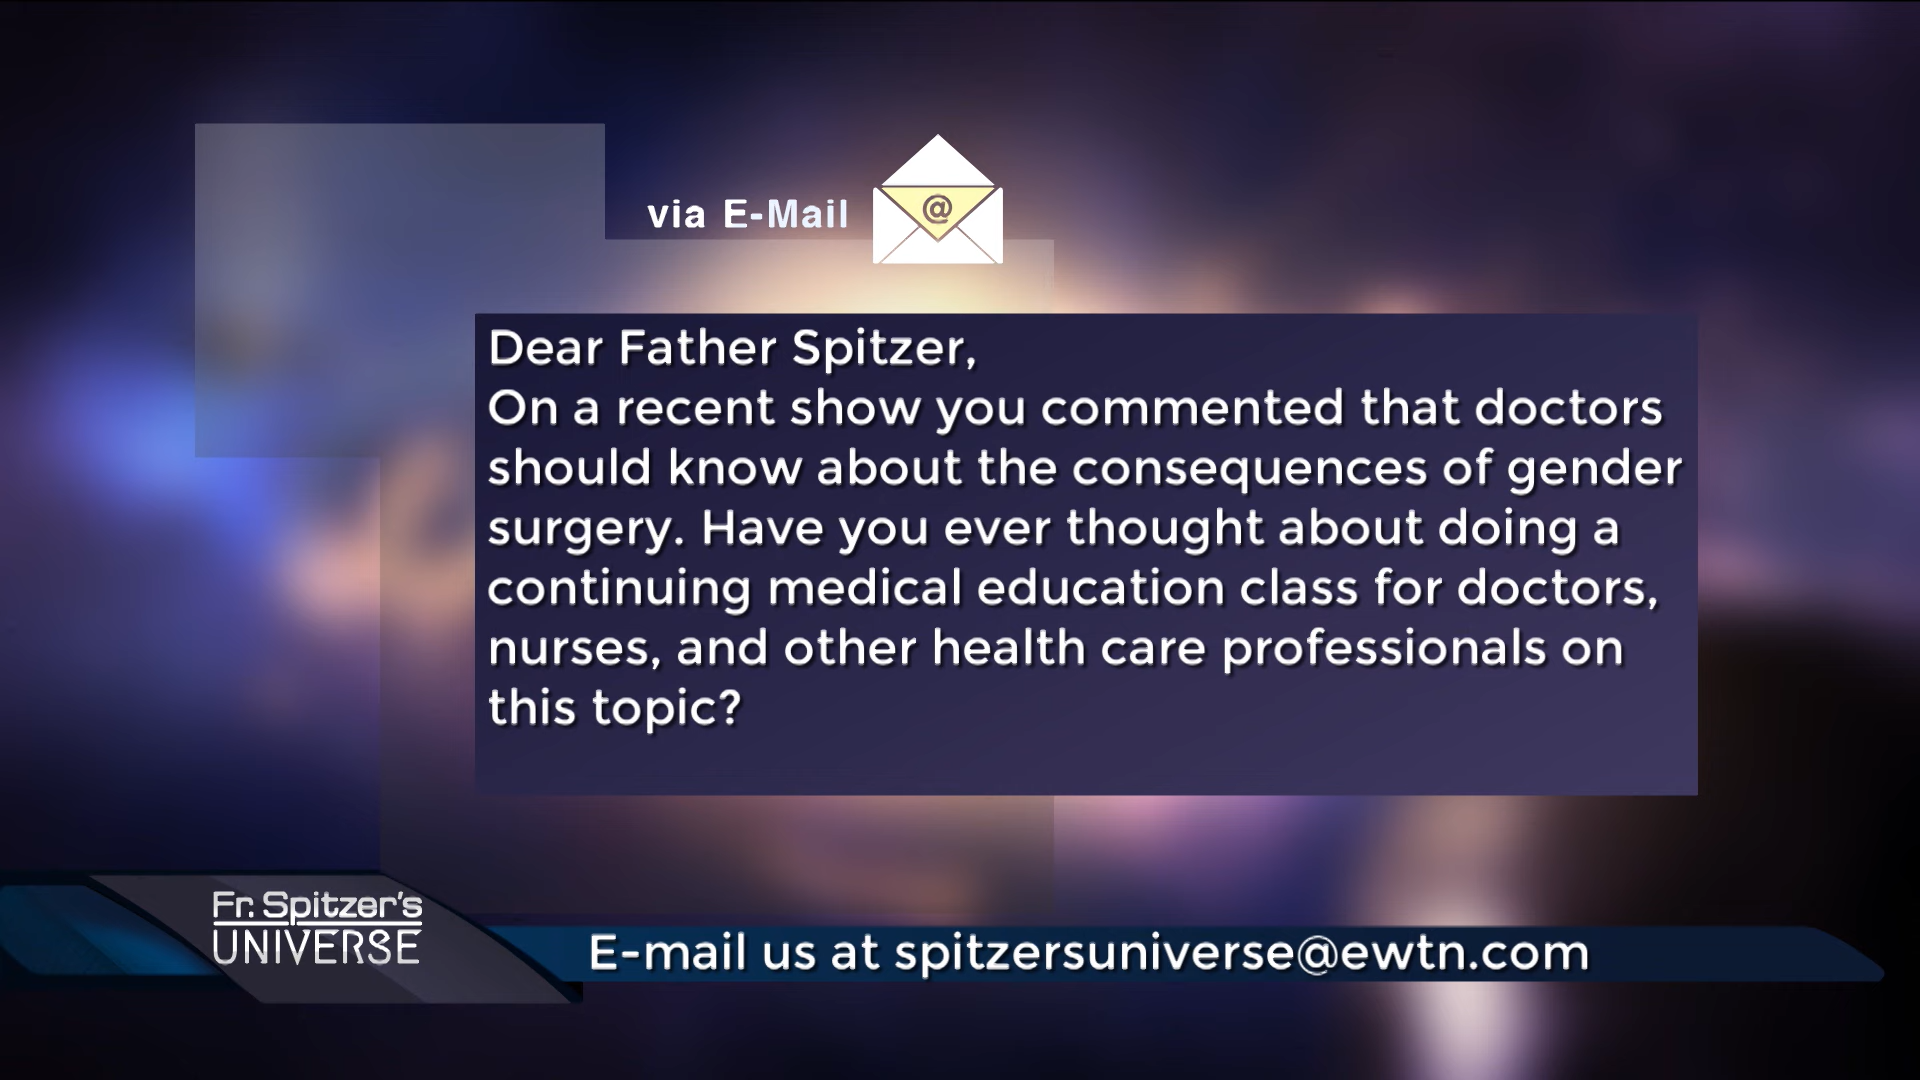 via E-Mail
@
Dear Father Spitzer,
On a recent show you commented that doctors
should know about the consequences of gender
surgery. Have you ever thought about doing a
continuing medical education class for doctors,
nurses, and other health care professionals on
this topic?
Fr. Spitzer's
UNIVERSE
E-mail us at spitzersuniverse@ewtn.com